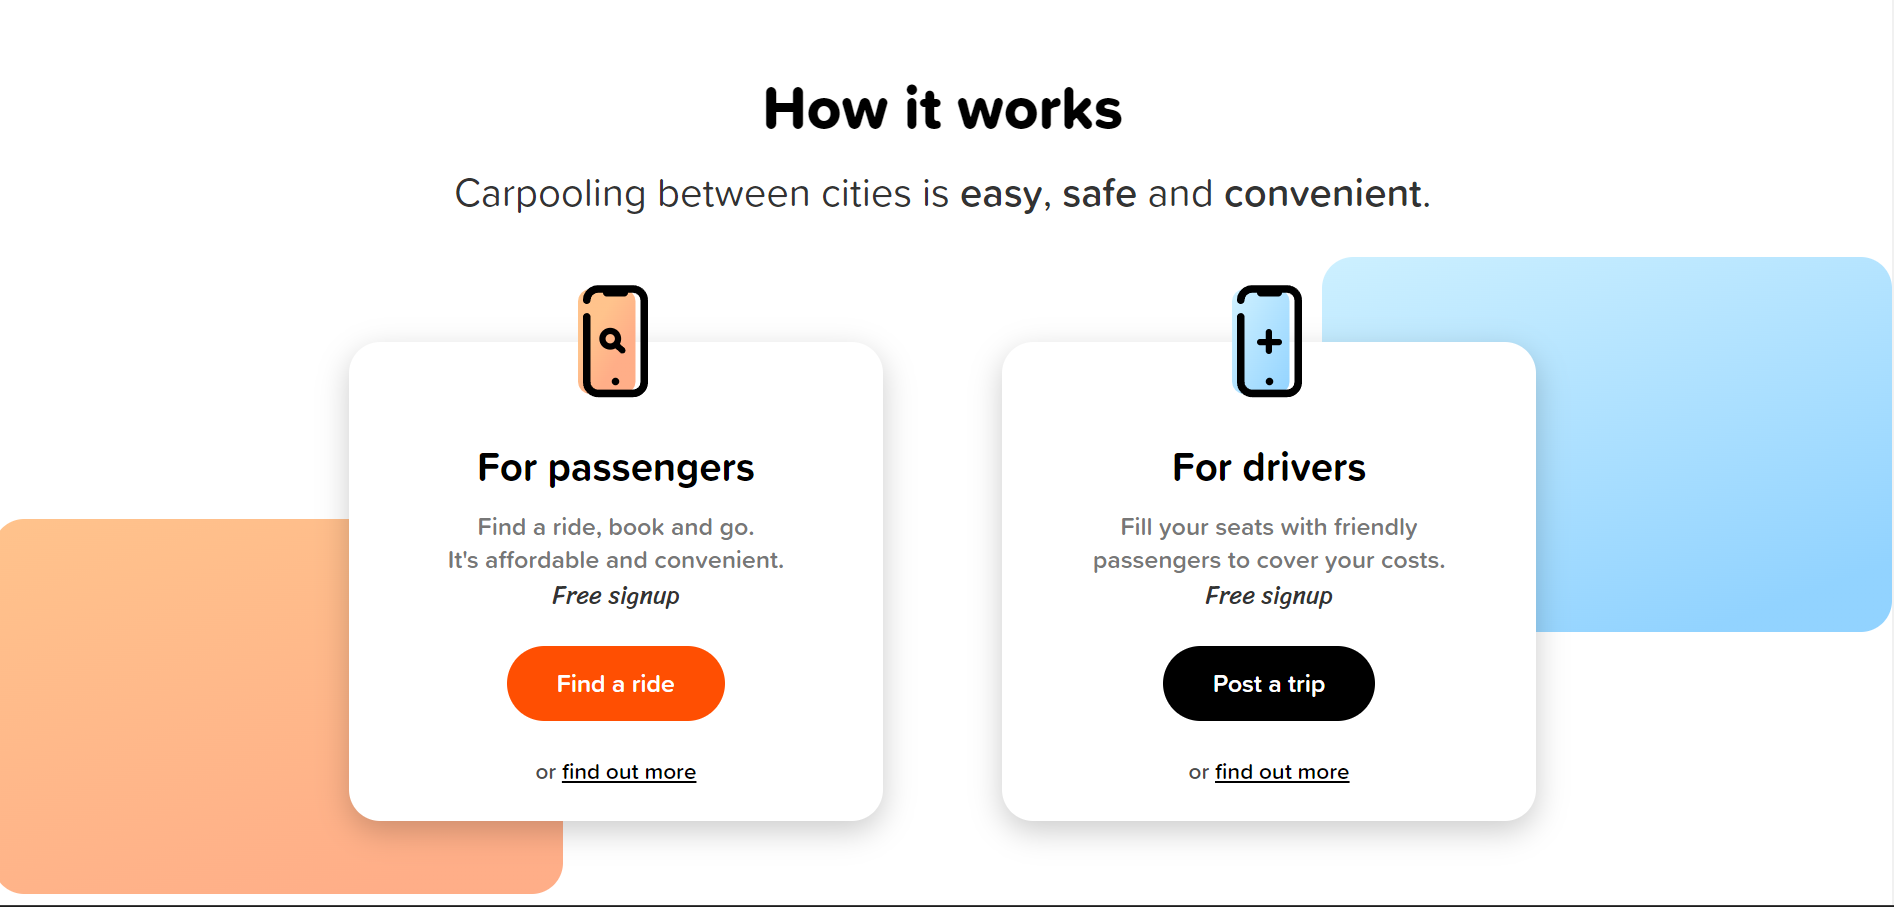 How it works
Carpooling between cities is easy, safe and convenient.
For passengers
Find a ride, book and go.
It's affordable and convenient.
Free signup
Find a ride
or find out more
For drivers
Fill your seats with friendly
passengers to cover your costs.
Free signup
Post a trip
or find out more